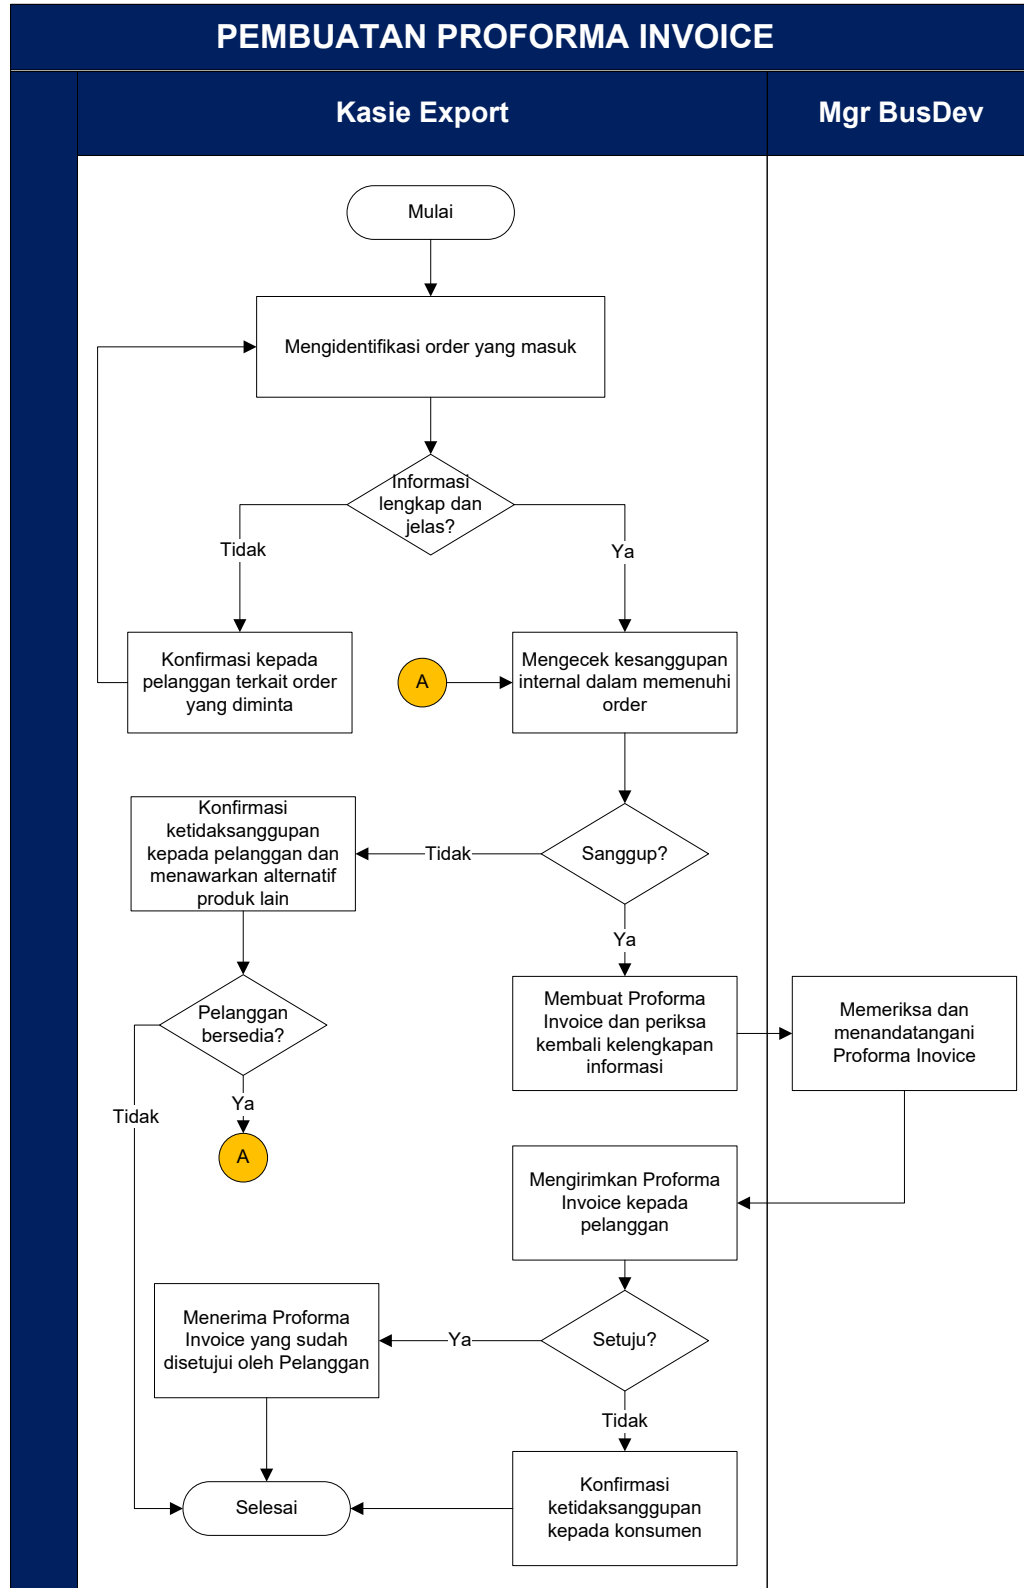 PEMBUATAN PROFORMA INVOICE
Kasie Export
Mgr BusDev
Mulai
Mengidentifikasi order yang masuk
Informasi
lengkap dan
jelas?
Tidak
Ya
Konfirmasi kepada
pelanggan terkait order
yang diminta
A
Mengecek kesanggupan
internal dalam memenuhi
order
Konfirmasi
ketidaksanggupan
kepada pelanggan dan
menawarkan alternatif
produk lain
Tidak
Sanggup?
Ya
Pelanggan
bersedia?
Membuat Proforma
Invoice dan periksa
kembali kelengkapan
informasi
Memeriksa dan
menandatangani
Proforma Inovice
Tidak
Ya
A
Mengirimkan Proforma
Invoice kepada
pelanggan
Menerima Proforma
Invoice yang sudah
disetujui oleh Pelanggan
Ya
Setuju?
Tidak
Selesai
Konfirmasi
ketidaksanggupan
kepada konsumen